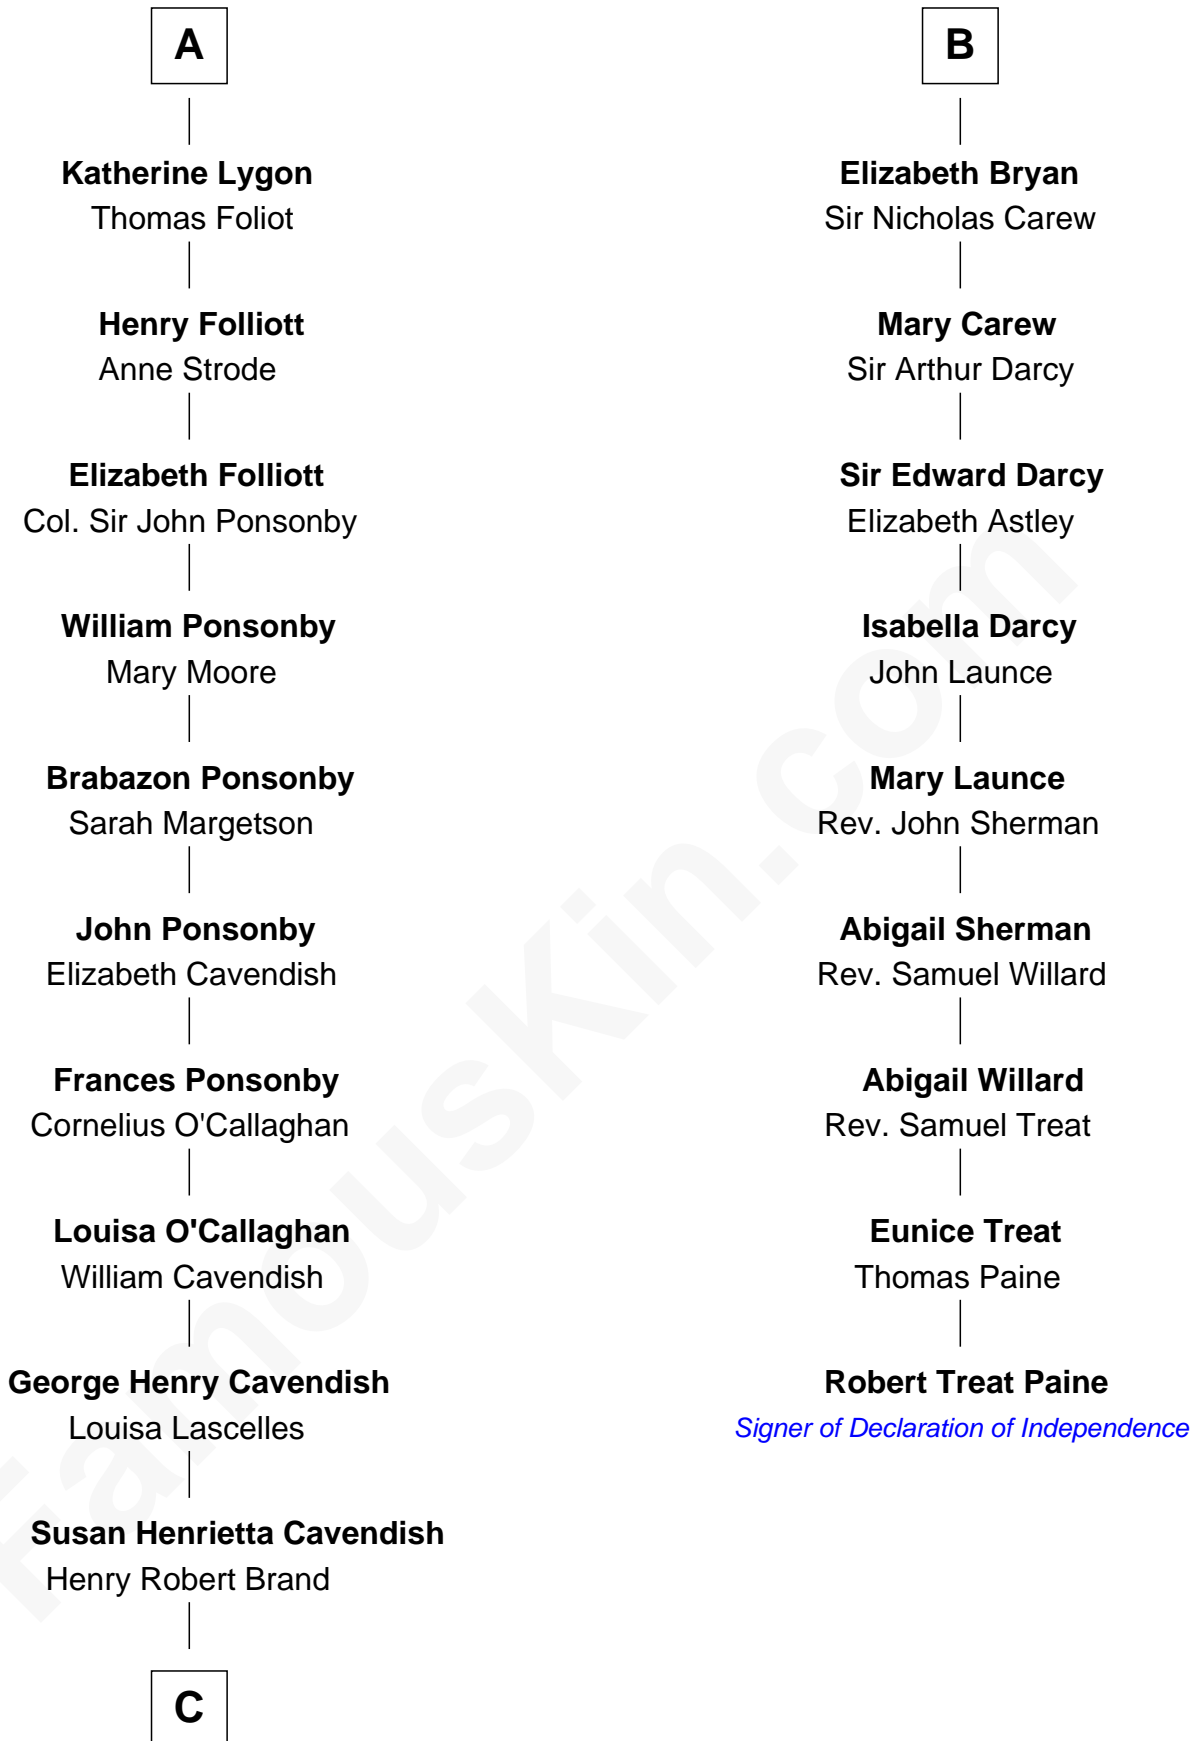 A
Katherine Lygon
Thomas Foliot
Henry Folliott
Anne Strode
Elizabeth Folliott
Col. Sir John Ponsonby
William Ponsonby
Mary Moore
Brabazon Ponsonby
Sarah Margetson
John Ponsonby
Elizabeth Cavendish
Frances Ponsonby
Cornelius O'Callaghan
Louisa O'Callaghan
William Cavendish
George Henry Cavendish
Louisa Lascelles
Susan Henrietta Cavendish
Henry Robert Brand
C
B
Elizabeth Bryan
Sir Nicholas Carew
Mary Carew
Sir Arthur Darcy
Sir Edward Darcy
Elizabeth Astley
Isabella Darcy
John Launce
Mary Launce
Rev. John Sherman
Abigail Sherman
Rev. Samuel Willard
Abigail Willard
Rev. Samuel Treat
Eunice Treat
Thomas Paine
Robert Treat Paine
Signer of Declaration of Independence
FamousKin.com